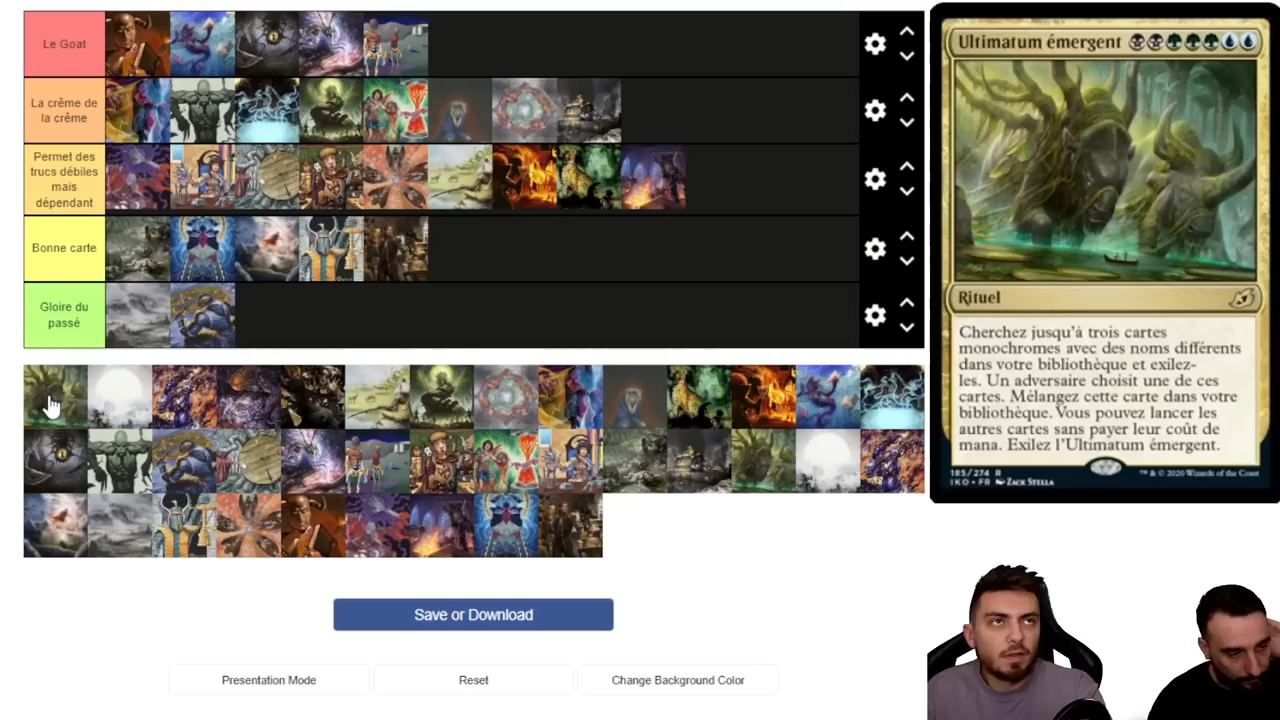 Le Goat
La crême de
la crême
Permet des
trucs débiles
mais
dépendant
Bonne carte
Gloire du
passé
Save or Download
Presentation Mode
Reset
Change Background Color
Ultimatum émergent
Rituel
Cherchez jusqu'à trois cartes
monochromes avec des noms différents
dans votre bibliothèque et exilez-
les. Un adversaire choisit une de ces
cartes. Mélangez cette carte dans votre
bibliothèque. Vous pouvez lancer les
autres cartes sans payer leur coût de
mana. Exilez l'Ultimatum émergent.
185/274 R
IKO • FR ZACK STELLA
™ & © 2020 Wizards of the Coast